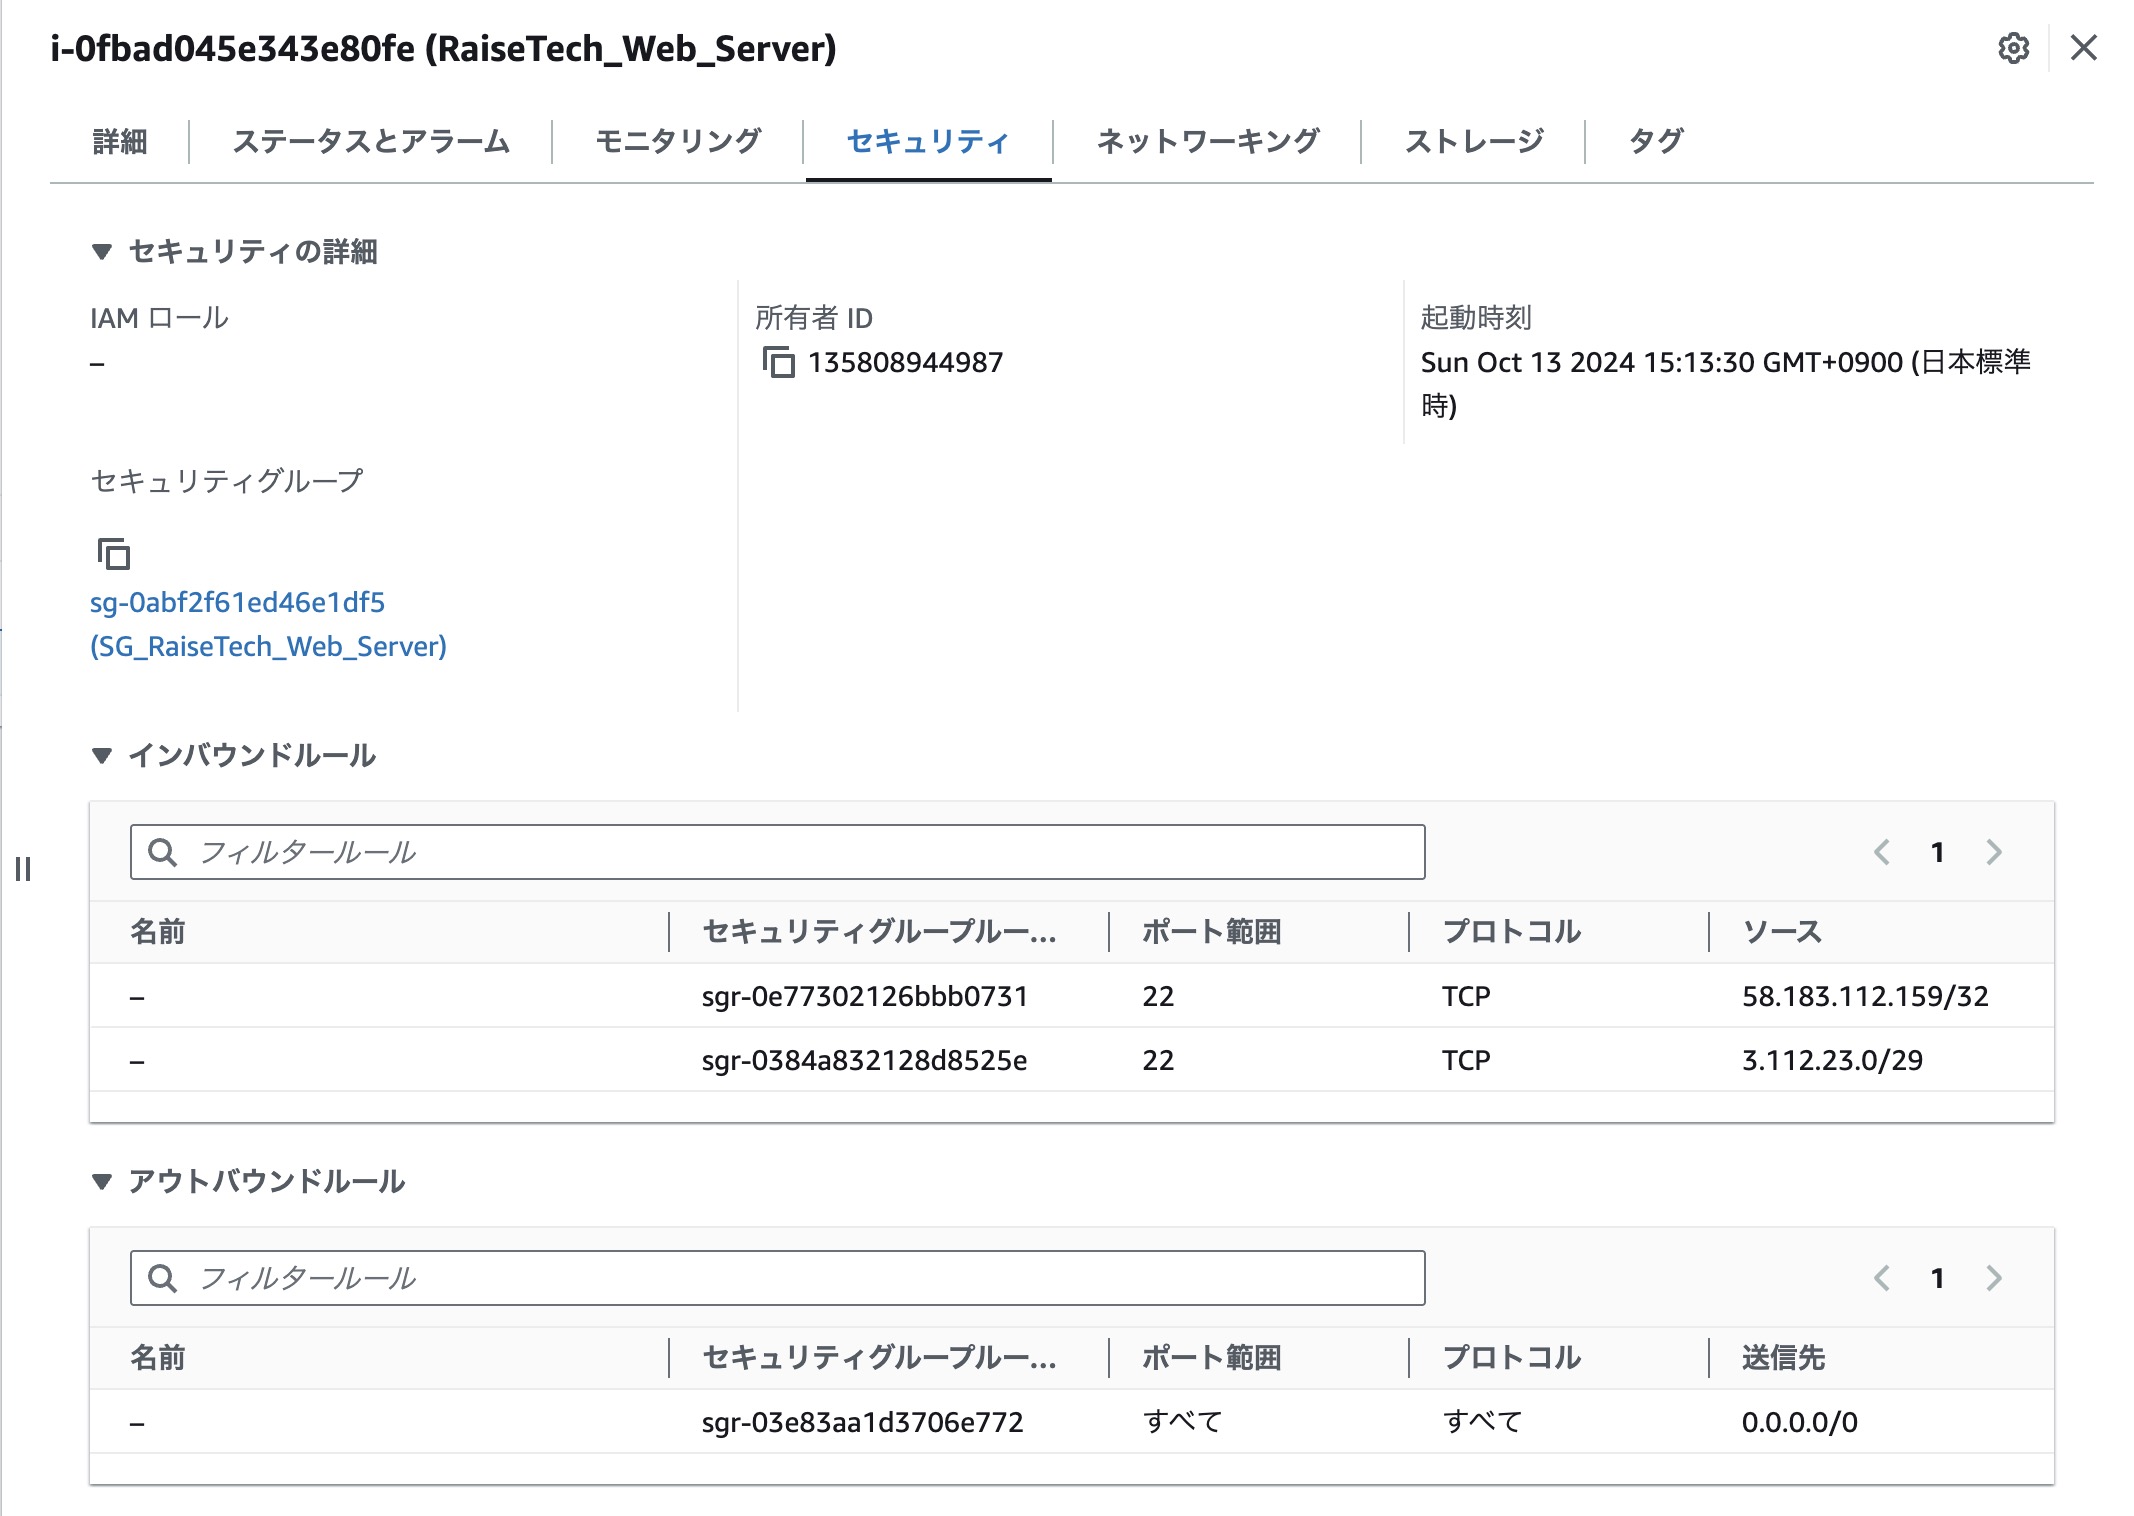 i-0fbad045e343e80fe (RaiseTech_Web_Server)
詳細 ステータスとアラーム モニタリング セキュリティ ネットワーキング ストレージ タグ
▼ セキュリティの詳細
IAM ロール
–
所有者 ID
135808944987
起動時刻
Sun Oct 13 2024 15:13:30 GMT+0900 (日本標準
時)
セキュリティグループ
sg-0abf2f61ed46e1df5
(SG_RaiseTech_Web_Server)
▼ インバウンドルール
フィルタールール 1
名前 セキュリティグループルー... ポート範囲 プロトコル ソース
– sgr-0e77302126bbb0731 22 TCP 58.183.112.159/32
– sgr-0384a832128d8525e 22 TCP 3.112.23.0/29
▼ アウトバウンドルール
フィルタールール 1
名前 セキュリティグループルー... ポート範囲 プロトコル 送信先
– sgr-03e83aa1d3706e772 すべて すべて 0.0.0.0/0